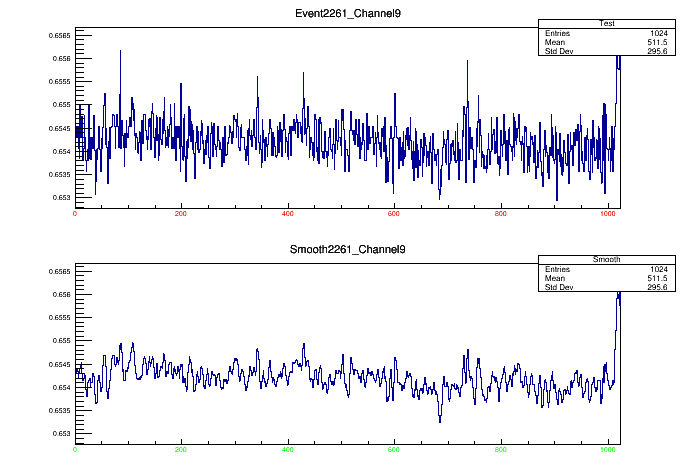 Event2261_Channel9
Test
Entries 1024
Mean 511.5
Std Dev 295.6
0.6565
0.656
0.6555
0.655
0.6545
0.654
0.6535
0.653
0 200 400 600 800 1000
Smooth2261_Channel9
Smooth
Entries 1024
Mean 511.5
Std Dev 295.6
0.6565
0.656
0.6555
0.655
0.6545
0.654
0.6535
0.653
0 200 400 600 800 1000